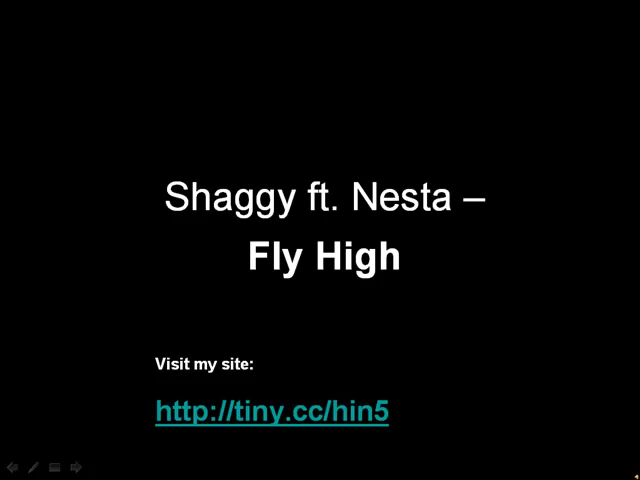 Shaggy ft. Nesta –
Fly High
Visit my site:
http://tiny.cc/hin5